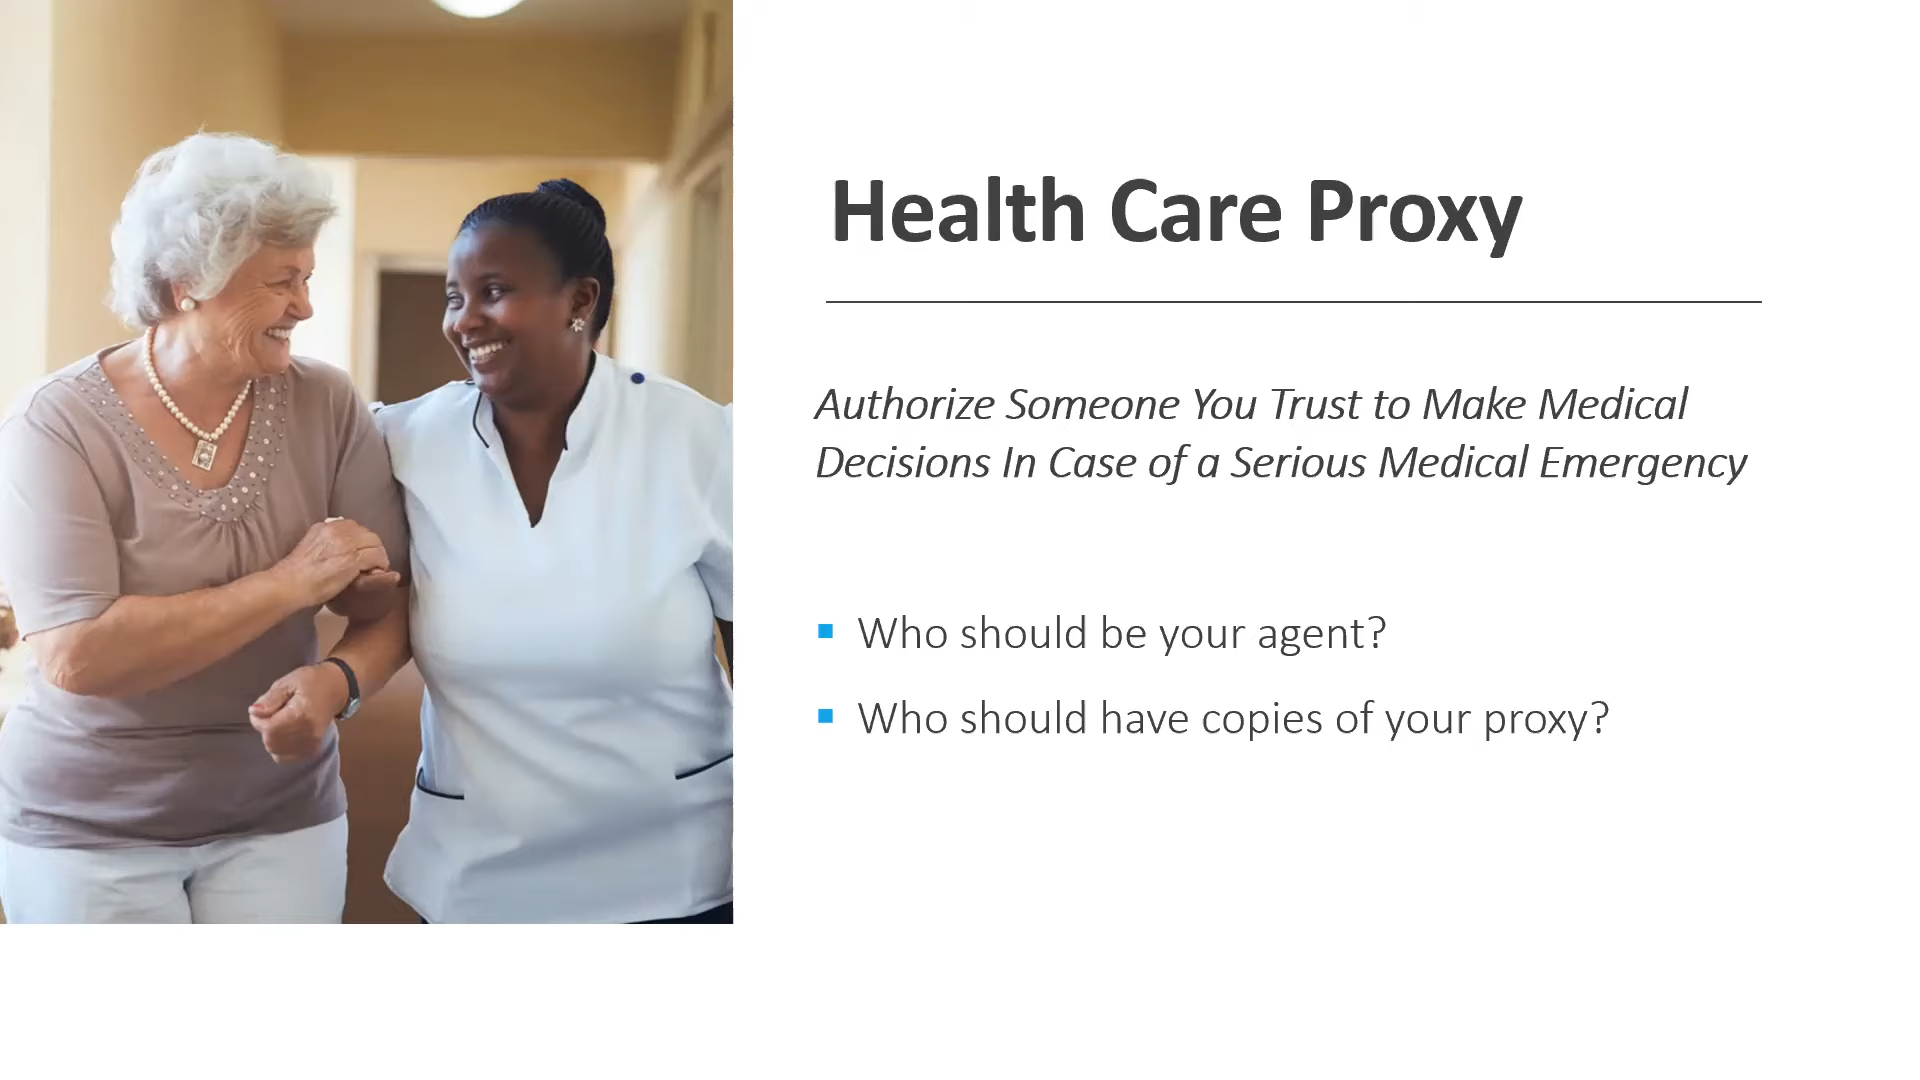 Health Care Proxy
Authorize Someone You Trust to Make Medical
Decisions In Case of a Serious Medical Emergency
Who should be your agent?
Who should have copies of your proxy?